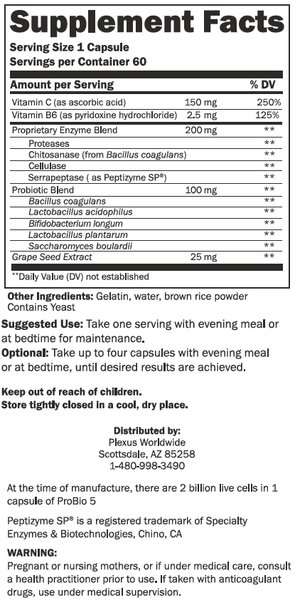 Supplement Facts
Serving Size 1 Capsule
Servings per Container 60
Amount per Serving % DV
Vitamin C (as ascorbic acid) 150 mg 250%
Vitamin B6 (as pyridoxine hydrochloride) 2.5 mg 125%
Proprietary Enzyme Blend 200 mg **
Proteases **
Chitosanase (from Bacillus coagulans) **
Cellulase **
Serrapeptase ( as Peptizyme SP®) **
Probiotic Blend 100 mg **
Bacillus coagulans **
Lactobacillus acidophilus **
Bifidobacterium longum **
Lactobacillus plantarum **
Saccharomyces boulardii **
Grape Seed Extract 25 mg **
**Daily Value (DV) not established
Other Ingredients: Gelatin, water, brown rice powder
Contains Yeast
Suggested Use: Take one serving with evening meal or
at bedtime for maintenance.
Optional: Take up to four capsules with evening meal
or at bedtime, until desired results are achieved.
Keep out of reach of children.
Store tightly closed in a cool, dry place.
Distributed by:
Plexus Worldwide
Scottsdale, AZ 85258
1-480-998-3490
At the time of manufacture, there are 2 billion live cells in 1
capsule of ProBio 5
Peptizyme SP® is a registered trademark of Specialty
Enzymes & Biotechnologies, Chino, CA
WARNING:
Pregnant or nursing mothers, or if under medical care, consult
a health practitioner prior to use. If taken with anticoagulant
drugs, use under medical supervision.